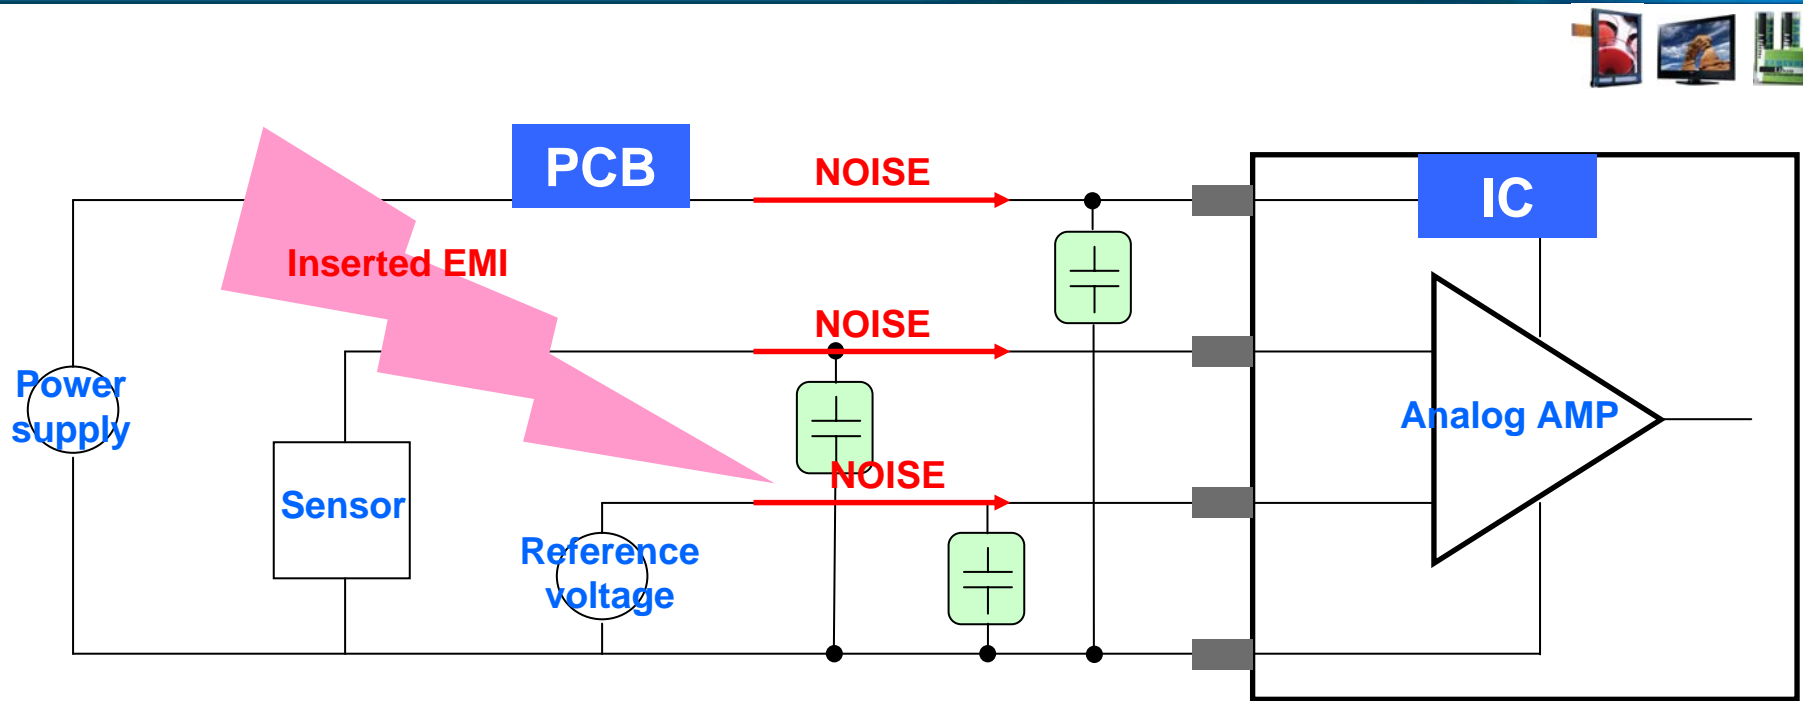 PCB
NOISE
IC
Inserted EMI
NOISE
Power
supply
Analog AMP
NOISE
Sensor
Reference
voltage